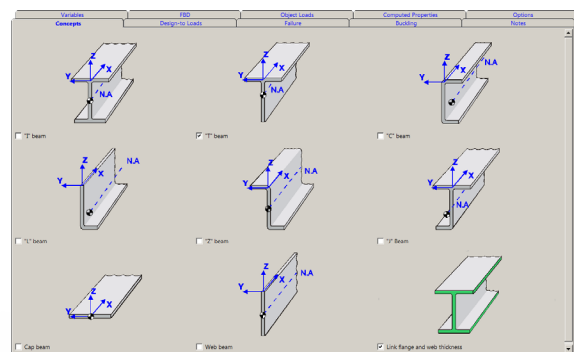 Variables FBD Object Loads Computed Properties Options
Concepts Design-to Loads Failure Buckling Notes
Z Y X N.A
Z Y X N.A
Z Y X N.A
"I" beam "T" beam "C" beam
Z Y X N.A
Z Y X N.A
Z Y X N.A
"L" beam "Z" beam "J" Beam
Z Y X
Z Y X N.A
Cap beam Web beam Link flange and web thickness